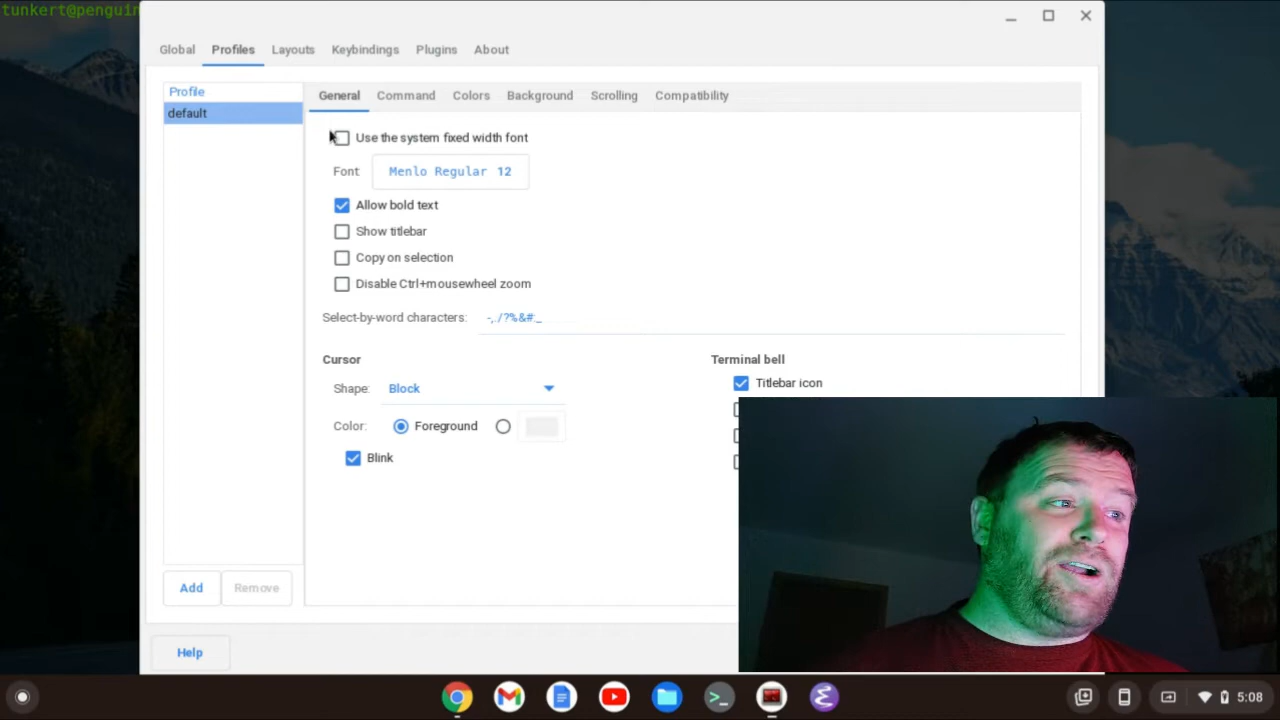 tunkert@penguin
Global Profiles Layouts Keybindings Plugins About
Profile
default
General Command Colors Background Scrolling Compatibility
Use the system fixed width font
Font Menlo Regular 12
Allow bold text
Show titlebar
Copy on selection
Disable Ctrl+mousewheel zoom
Select-by-word characters: -,./?%&#:_
Cursor
Shape: Block
Color: Foreground
Blink
Terminal bell
Titlebar icon
Add Remove
Help
5:08